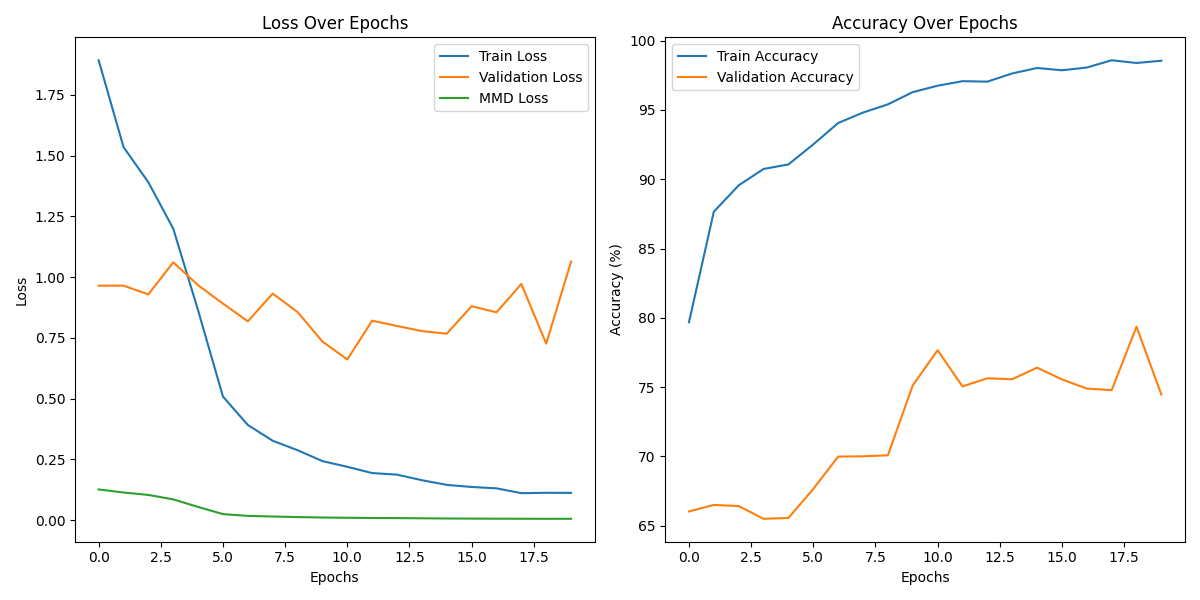 Loss Over Epochs
Train Loss
Validation Loss
MMD Loss
1.75
1.50
1.25
1.00
0.75
0.50
0.25
0.00
Loss
0.0 2.5 5.0 7.5 10.0 12.5 15.0 17.5
Epochs
Accuracy Over Epochs
Train Accuracy
Validation Accuracy
100
95
90
85
80
75
70
65
Accuracy (%)
0.0 2.5 5.0 7.5 10.0 12.5 15.0 17.5
Epochs